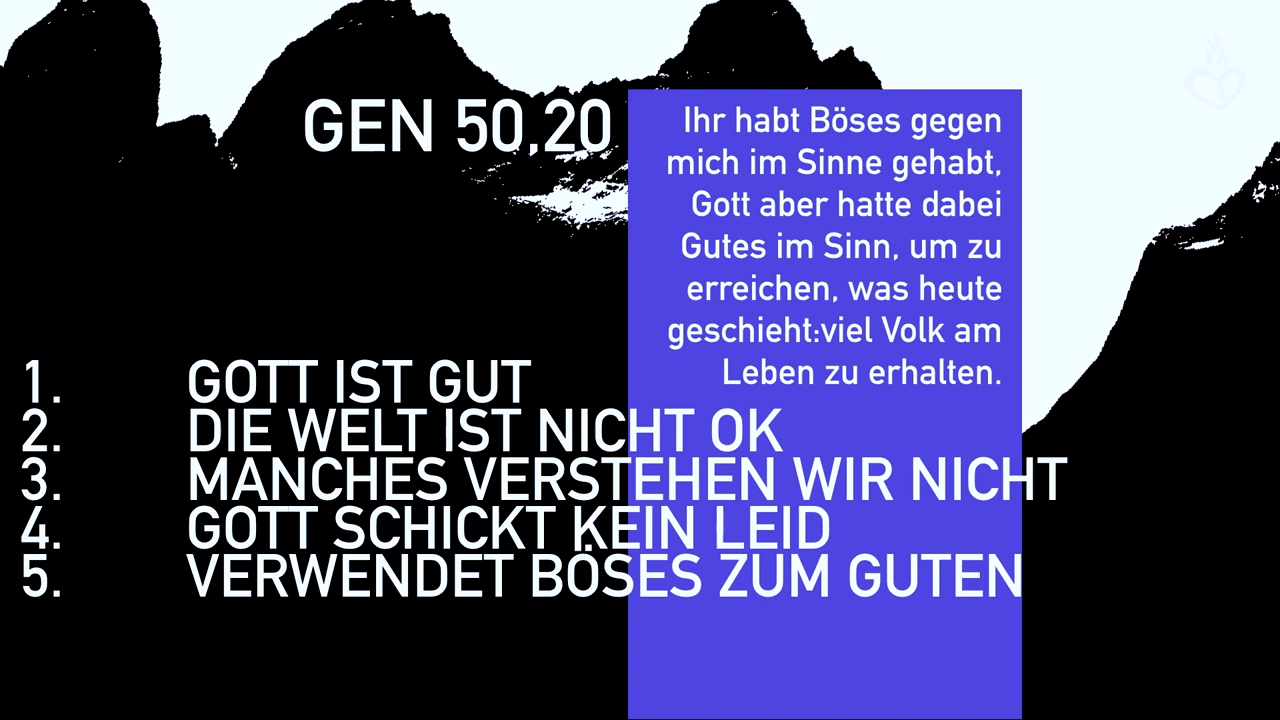 GEN 50,20
Ihr habt Böses gegen
mich im Sinne gehabt,
Gott aber hatte dabei
Gutes im Sinn, um zu
erreichen, was heute
geschieht:viel Volk am
Leben zu erhalten.
1. GOTT IST GUT
2. DIE WELT IST NICHT OK
3. MANCHES VERSTEHEN WIR NICHT
4. GOTT SCHICKT KEIN LEID
5. VERWENDET BÖSES ZUM GUTEN